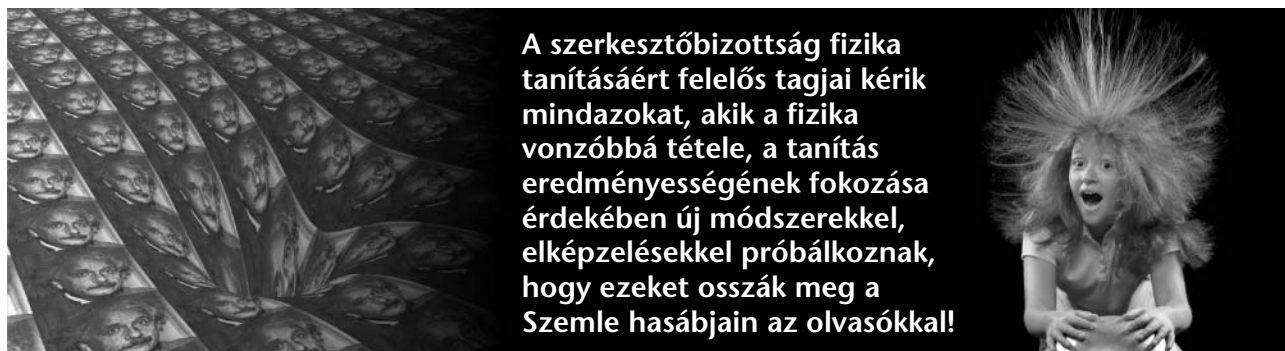 A szerkesztőbizottság fizika
tanításáért felelős tagjai kérik
mindazokat, akik a fizika
vonzóbbá tétele, a tanítás
eredményességének fokozása
érdekében új módszerekkel,
elképzelésekkel próbálkoznak,
hogy ezeket osszák meg a
Szemle hasábjain az olvasókkal!